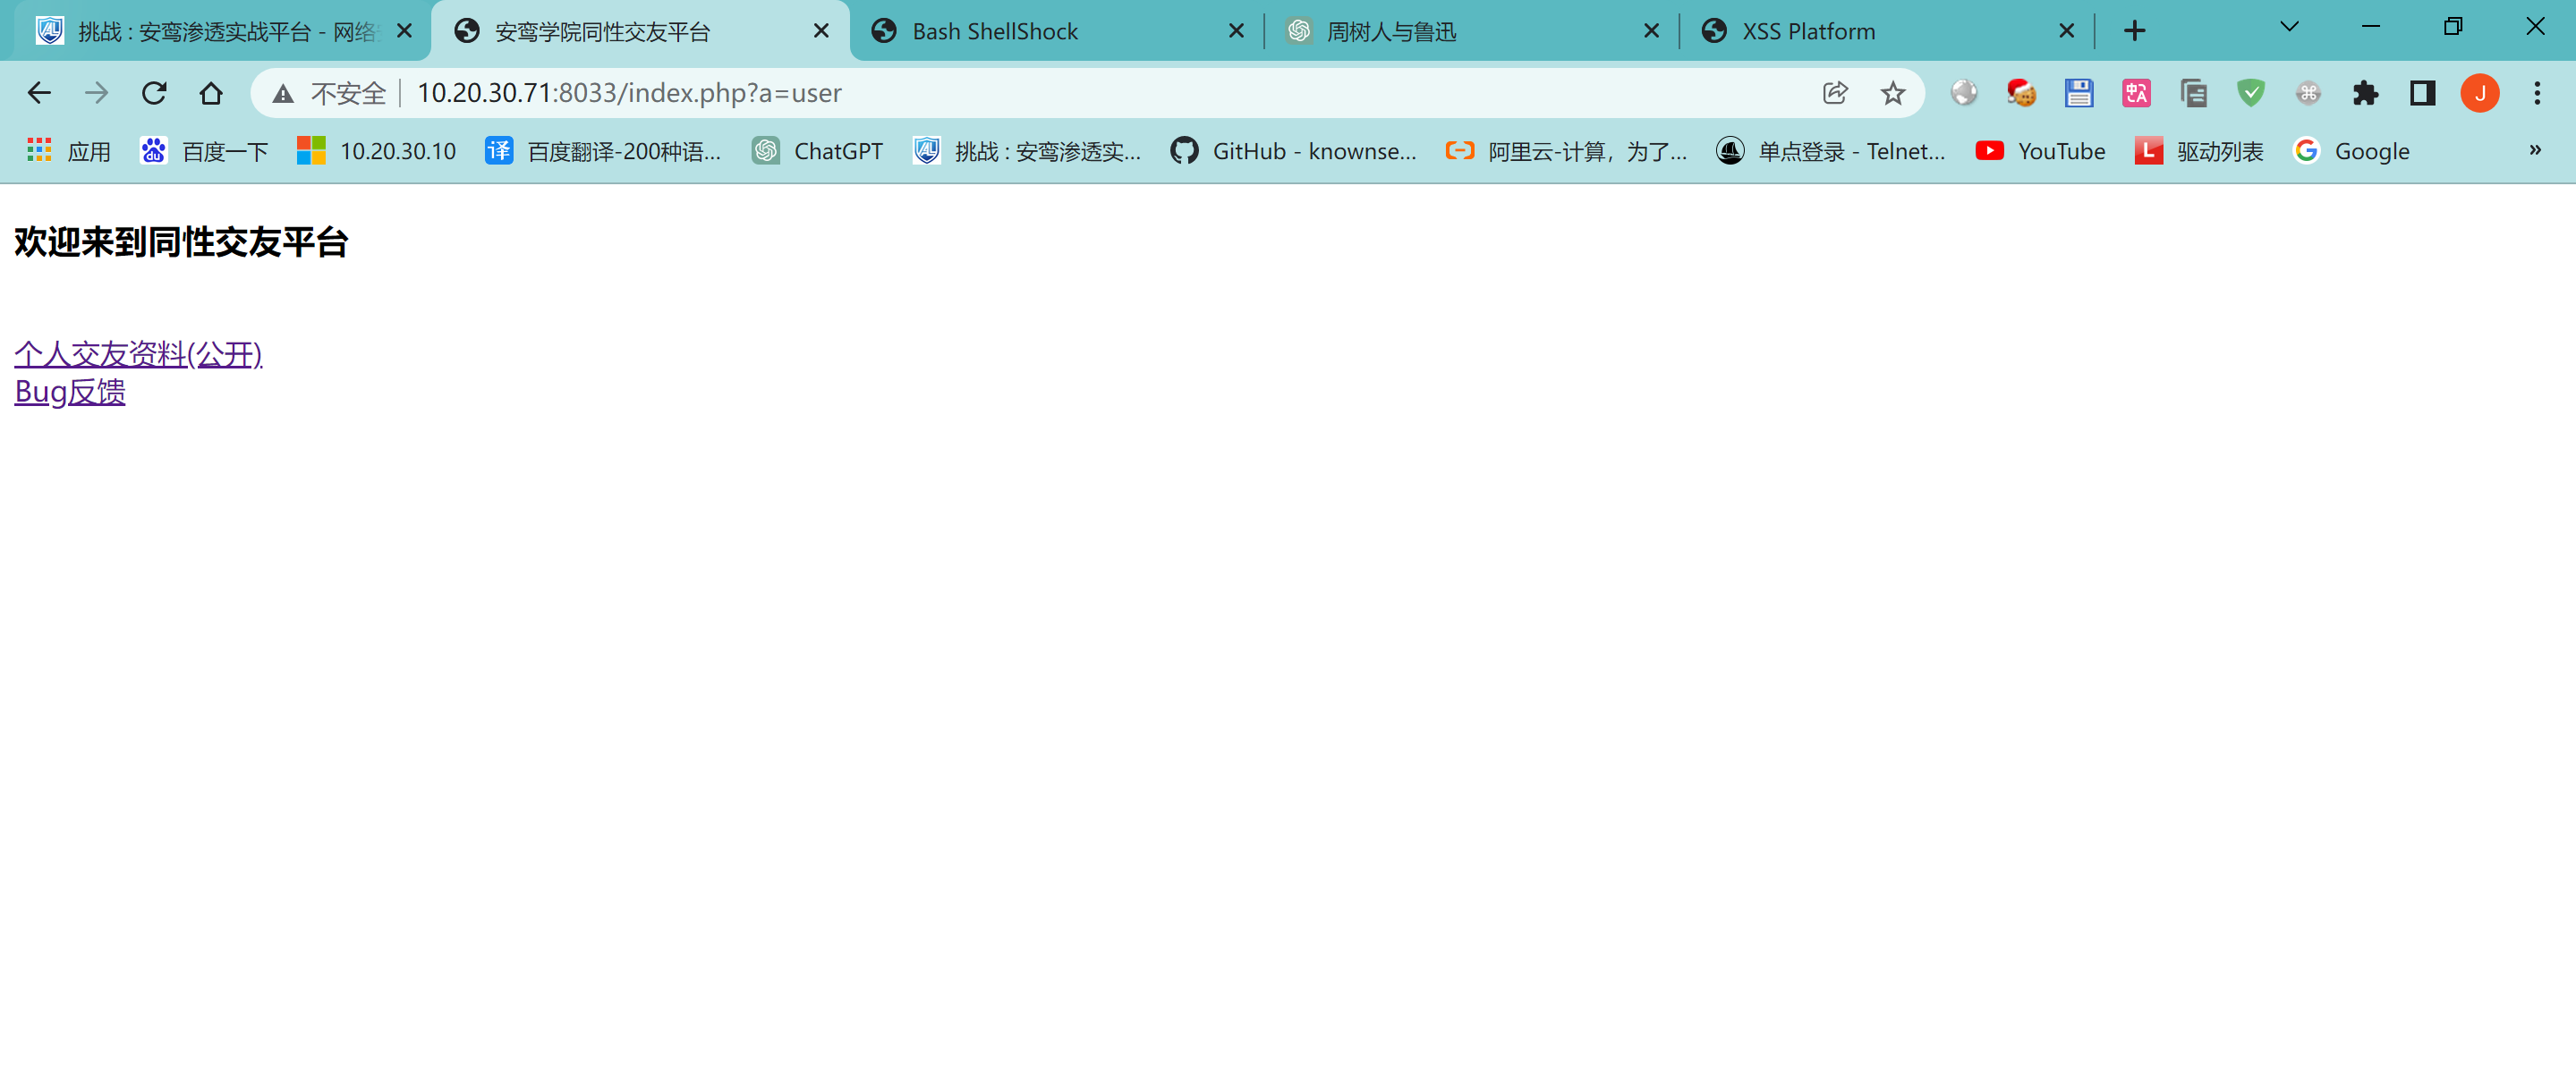 挑战 : 安鸾渗透实战平台 - 网络安
安鸾学院同性交友平台
Bash ShellShock
周树人与鲁迅
XSS Platform
不安全 10.20.30.71:8033/index.php?a=user
J
应用
百度一下
10.20.30.10
百度翻译-200种语...
ChatGPT
挑战 : 安鸾渗透实...
GitHub - knownse...
阿里云-计算，为了...
单点登录 - Telnet...
YouTube
驱动列表
Google
»
欢迎来到同性交友平台
个人交友资料(公开)
Bug反馈